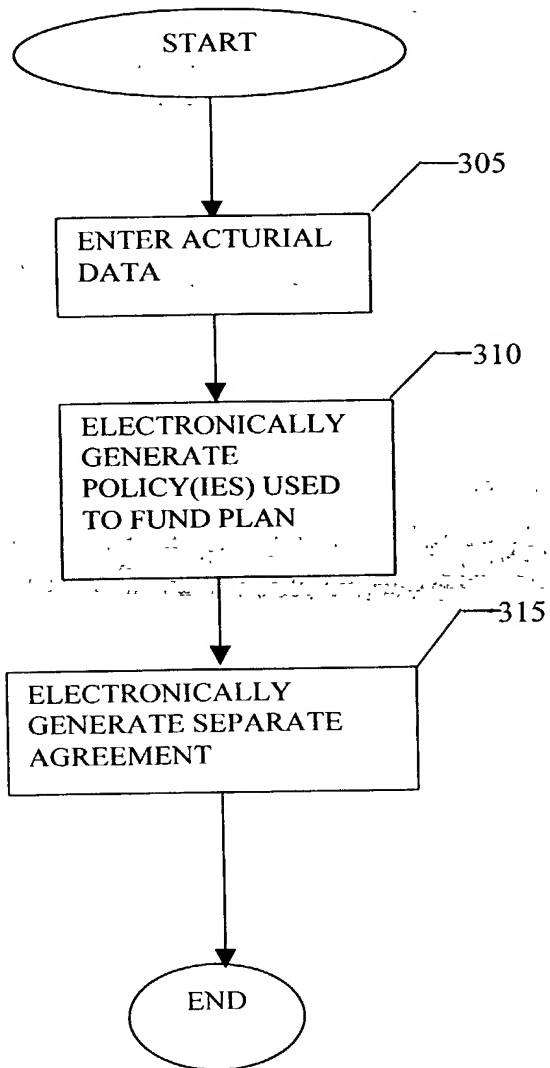 START
305
ENTER ACTURIAL
DATA
310
ELECTRONICALLY
GENERATE
POLICY(IES) USED
TO FUND PLAN
315
ELECTRONICALLY
GENERATE SEPARATE
AGREEMENT
END